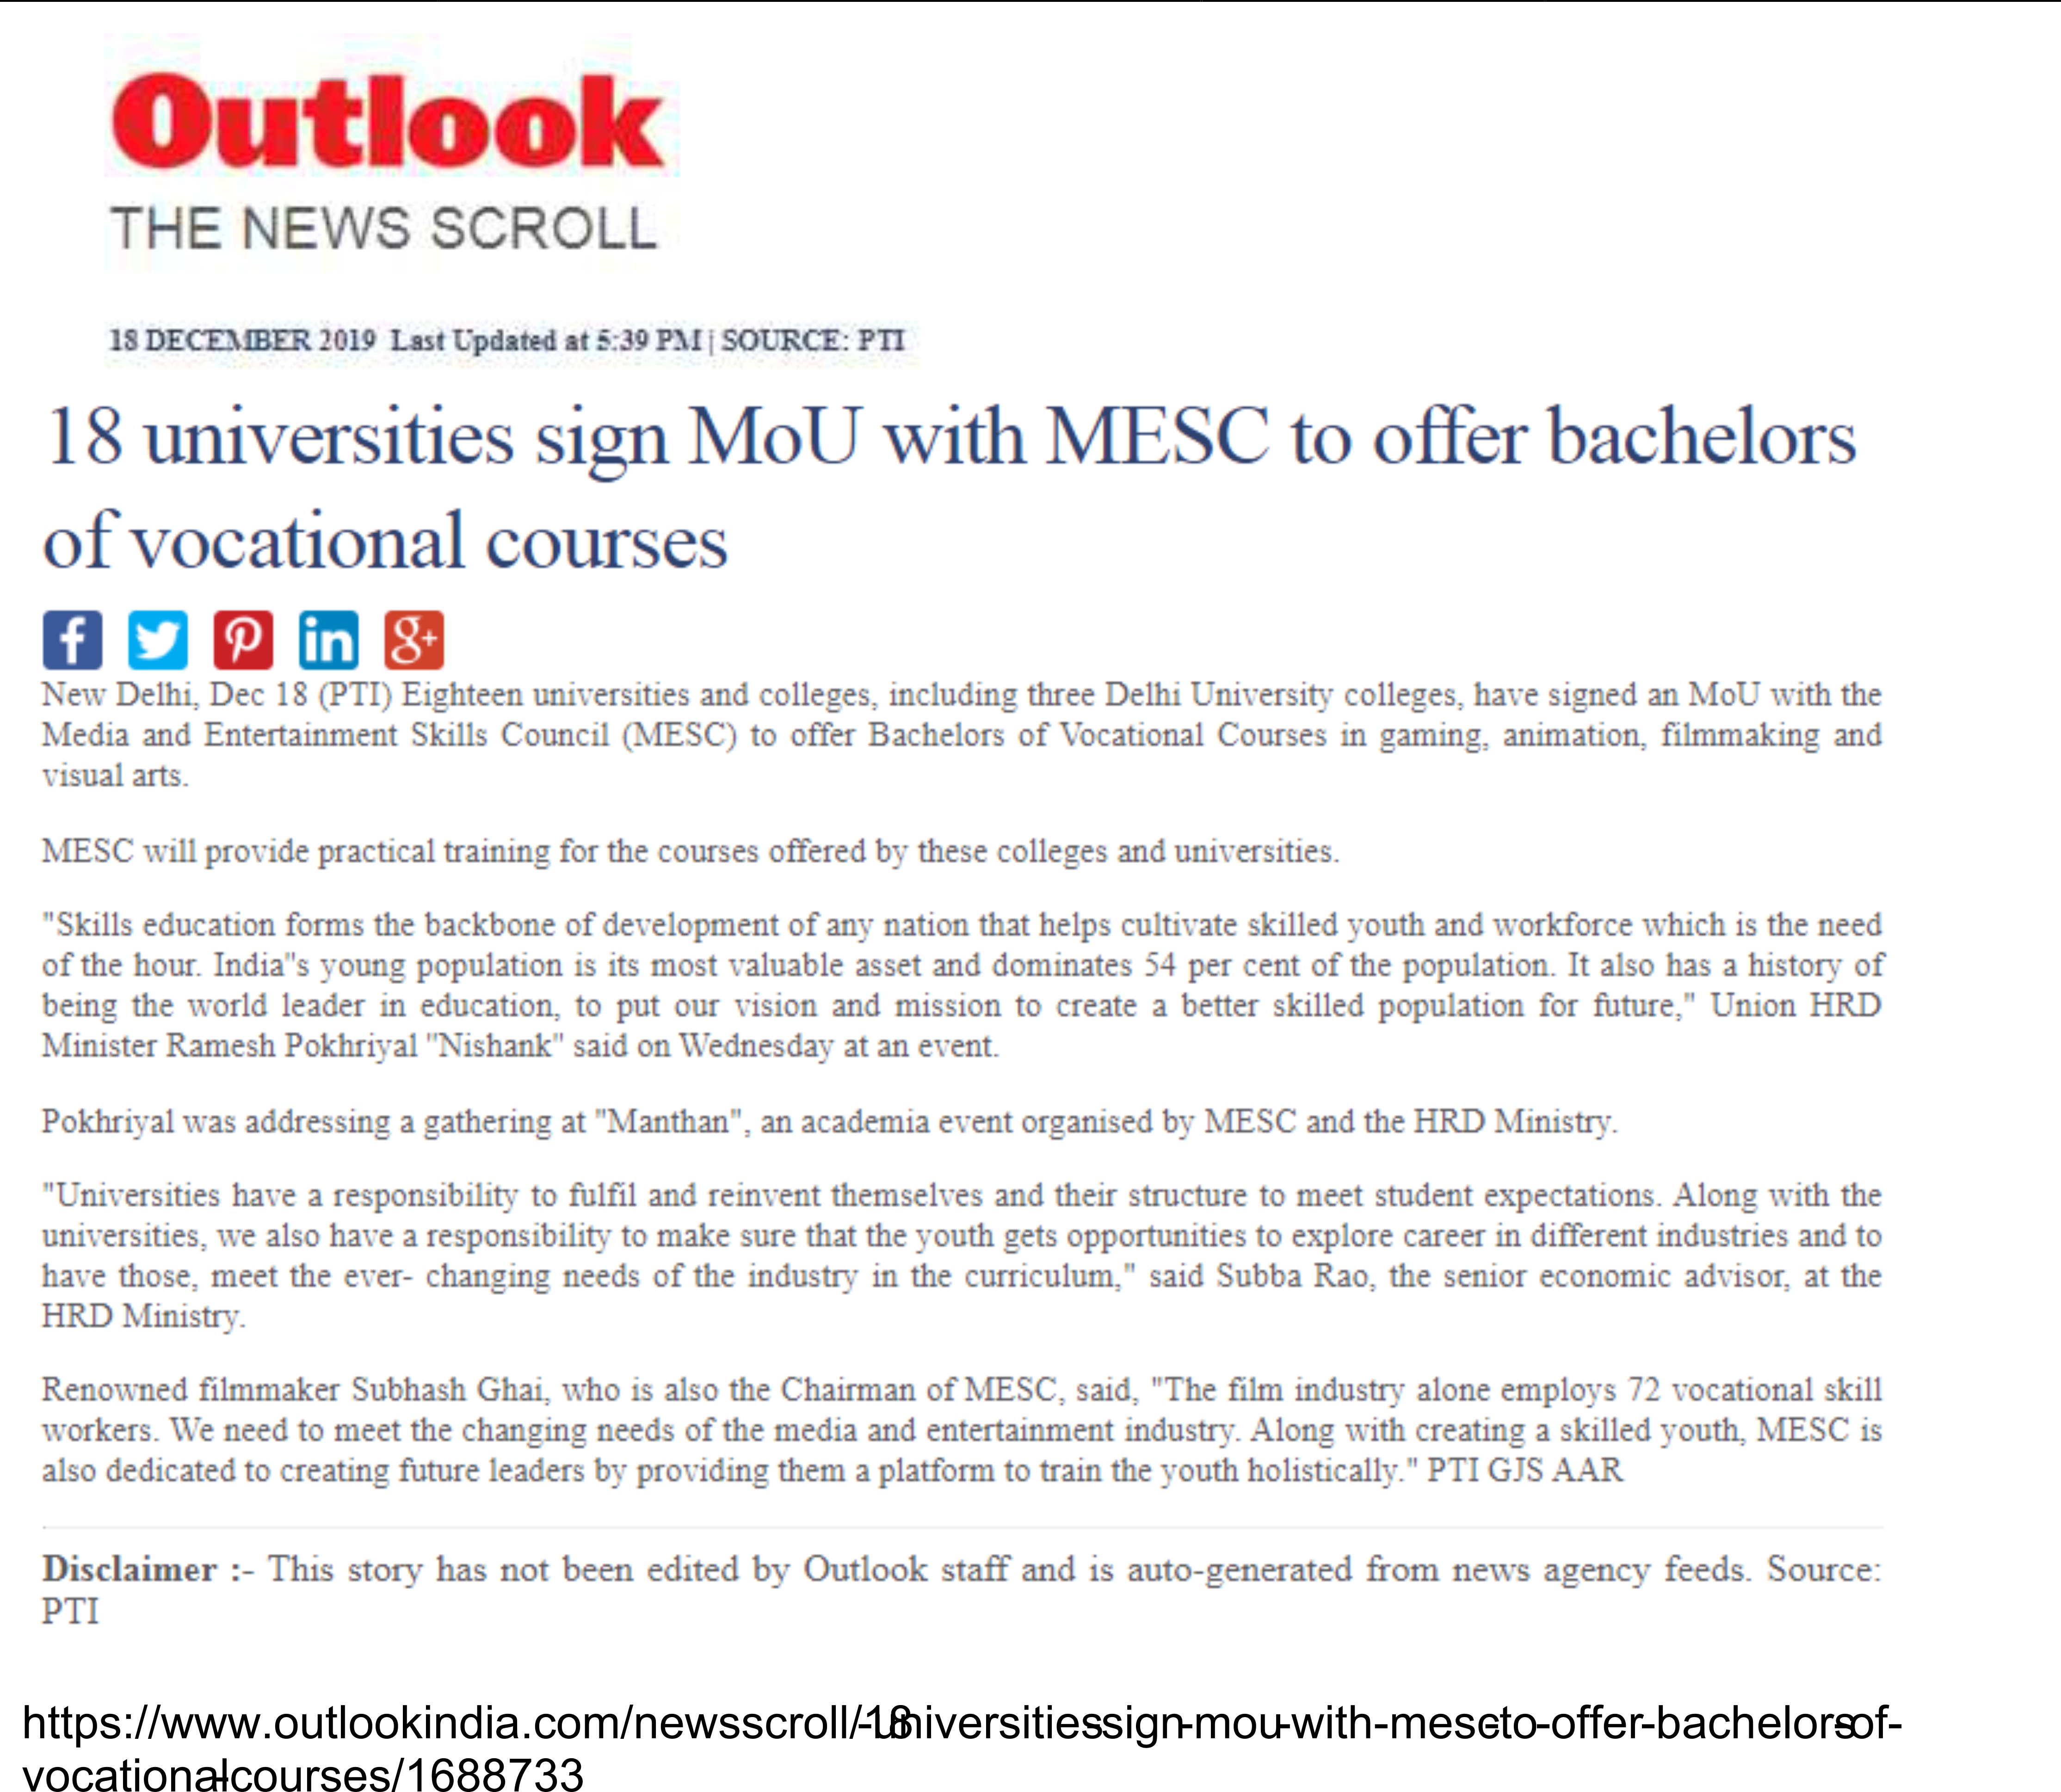 Outlook
THE NEWS SCROLL
18 DECEMBER 2019 Last Updated at 5:39 PM | SOURCE: PTI
18 universities sign MoU with MESC to offer bachelors
of vocational courses
New Delhi, Dec 18 (PTI) Eighteen universities and colleges, including three Delhi University colleges, have signed an MoU with the
Media and Entertainment Skills Council (MESC) to offer Bachelors of Vocational Courses in gaming, animation, filmmaking and
visual arts.
MESC will provide practical training for the courses offered by these colleges and universities.
"Skills education forms the backbone of development of any nation that helps cultivate skilled youth and workforce which is the need
of the hour. India"s young population is its most valuable asset and dominates 54 per cent of the population. It also has a history of
being the world leader in education, to put our vision and mission to create a better skilled population for future," Union HRD
Minister Ramesh Pokhriyal "Nishank" said on Wednesday at an event.
Pokhriyal was addressing a gathering at "Manthan", an academia event organised by MESC and the HRD Ministry.
"Universities have a responsibility to fulfil and reinvent themselves and their structure to meet student expectations. Along with the
universities, we also have a responsibility to make sure that the youth gets opportunities to explore career in different industries and to
have those, meet the ever- changing needs of the industry in the curriculum," said Subba Rao, the senior economic advisor, at the
HRD Ministry.
Renowned filmmaker Subhash Ghai, who is also the Chairman of MESC, said, "The film industry alone employs 72 vocational skill
workers. We need to meet the changing needs of the media and entertainment industry. Along with creating a skilled youth, MESC is
also dedicated to creating future leaders by providing them a platform to train the youth holistically." PTI GJS AAR
Disclaimer :- This story has not been edited by Outlook staff and is auto-generated from news agency feeds. Source:
PTI
https://www.outlookindia.com/newsscroll/18-universities-sign-mou-with-mesc-to-offer-bachelors-of-
vocational-courses/1688733